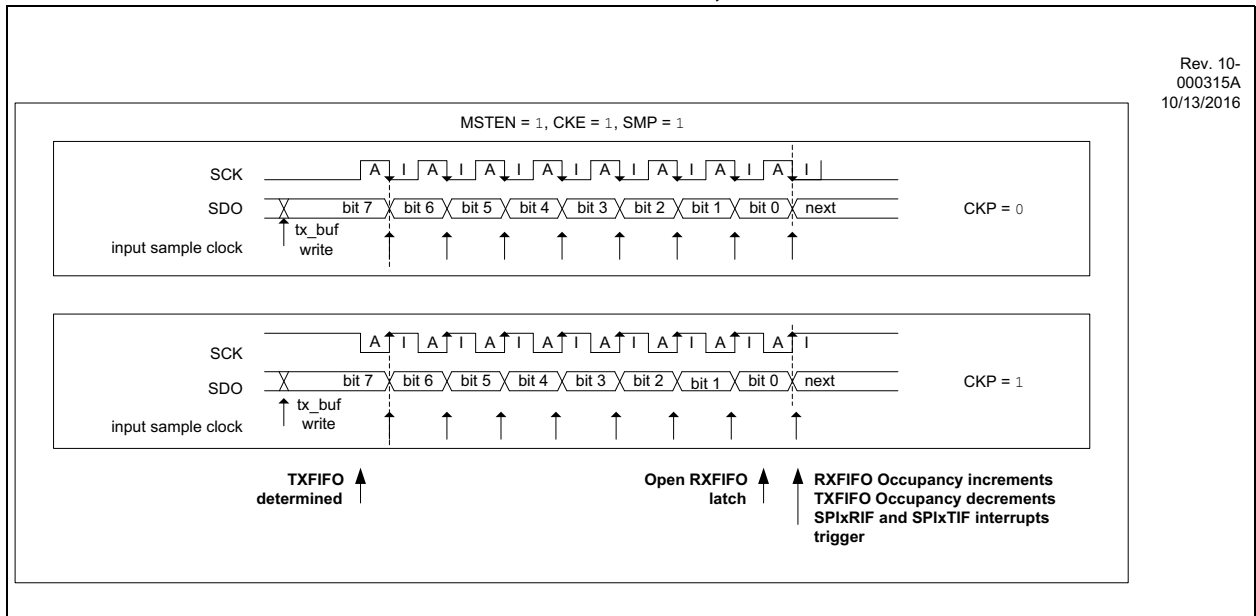 Rev. 10-
000315A
10/13/2016
MSTEN = 1, CKE = 1, SMP = 1
SCK A I A I A I A I A I A I A I A I
SDO bit 7 bit 6 bit 5 bit 4 bit 3 bit 2 bit 1 bit 0 next CKP = 0
tx_buf
write
input sample clock
SCK A I A I A I A I A I A I A I A I
SDO bit 7 bit 6 bit 5 bit 4 bit 3 bit 2 bit 1 bit 0 next CKP = 1
tx_buf
write
input sample clock
TXFIFO
determined
Open RXFIFO
latch
RXFIFO Occupancy increments
TXFIFO Occupancy decrements
SPIxRIF and SPIxTIF interrupts
trigger